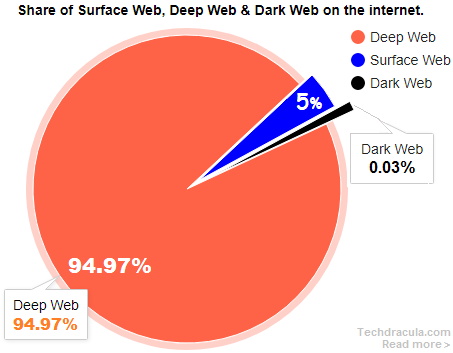 Share of Surface Web, Deep Web & Dark Web on the internet.
Deep Web
Surface Web
Dark Web
5%
Dark Web
0.03%
94.97%
Deep Web
94.97%
Techdracula.com
Read more >